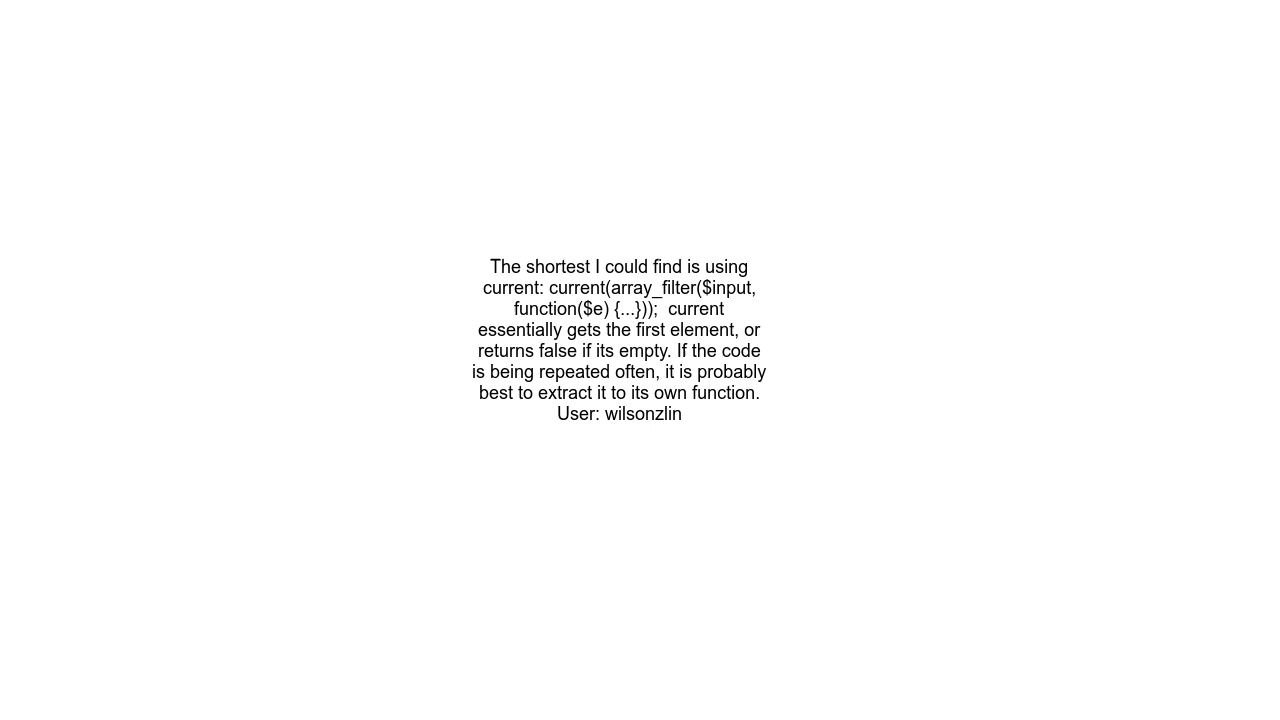 The shortest I could find is using
current: current(array_filter($input,
function($e) {...}));  current
essentially gets the first element, or
returns false if its empty. If the code
is being repeated often, it is probably
best to extract it to its own function.
User: wilsonzlin